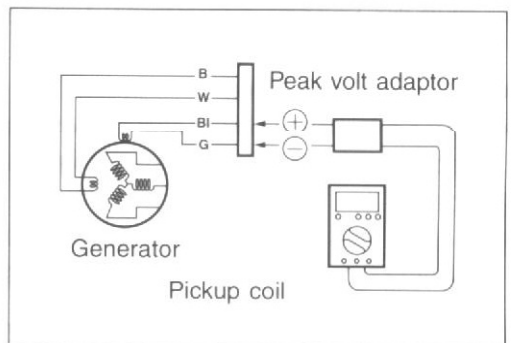 B
Peak volt adaptor
W
Bl
+
G
−
Generator
Pickup coil